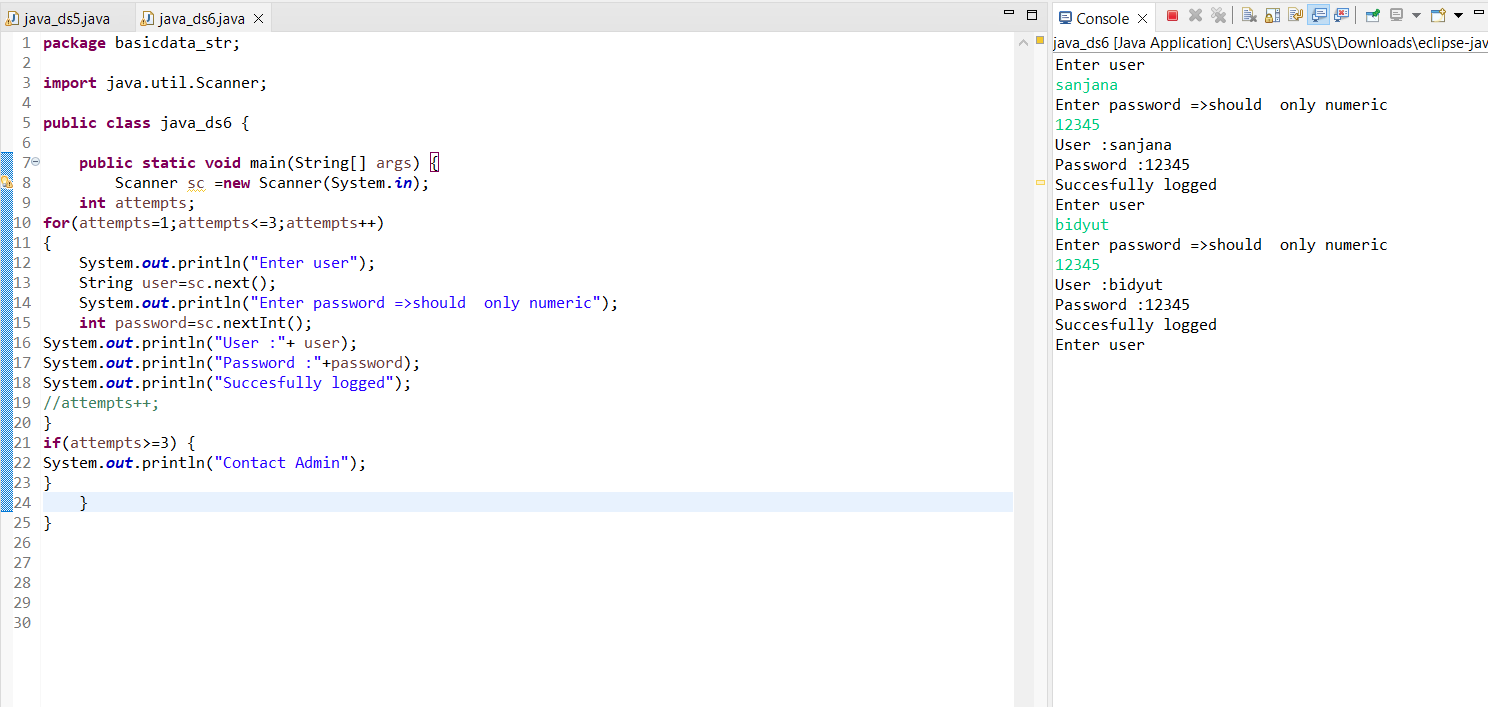 java_ds5.java java_ds6.java
1 package basicdata_str;
2
3 import java.util.Scanner;
4
5 public class java_ds6 {
6
7 public static void main(String[] args) {
8 Scanner sc =new Scanner(System.in);
9 int attempts;
10 for(attempts=1;attempts<=3;attempts++)
11 {
12 System.out.println("Enter user");
13 String user=sc.next();
14 System.out.println("Enter password =>should  only numeric");
15 int password=sc.nextInt();
16 System.out.println("User :"+ user);
17 System.out.println("Password :"+password);
18 System.out.println("Succesfully logged");
19 //attempts++;
20 }
21 if(attempts>=3) {
22 System.out.println("Contact Admin");
23 }
24 }
25 }
26
27
28
29
30
Console
java_ds6 [Java Application] C:\Users\ASUS\Downloads\eclipse-jav
Enter user
sanjana
Enter password =>should  only numeric
12345
User :sanjana
Password :12345
Succesfully logged
Enter user
bidyut
Enter password =>should  only numeric
12345
User :bidyut
Password :12345
Succesfully logged
Enter user